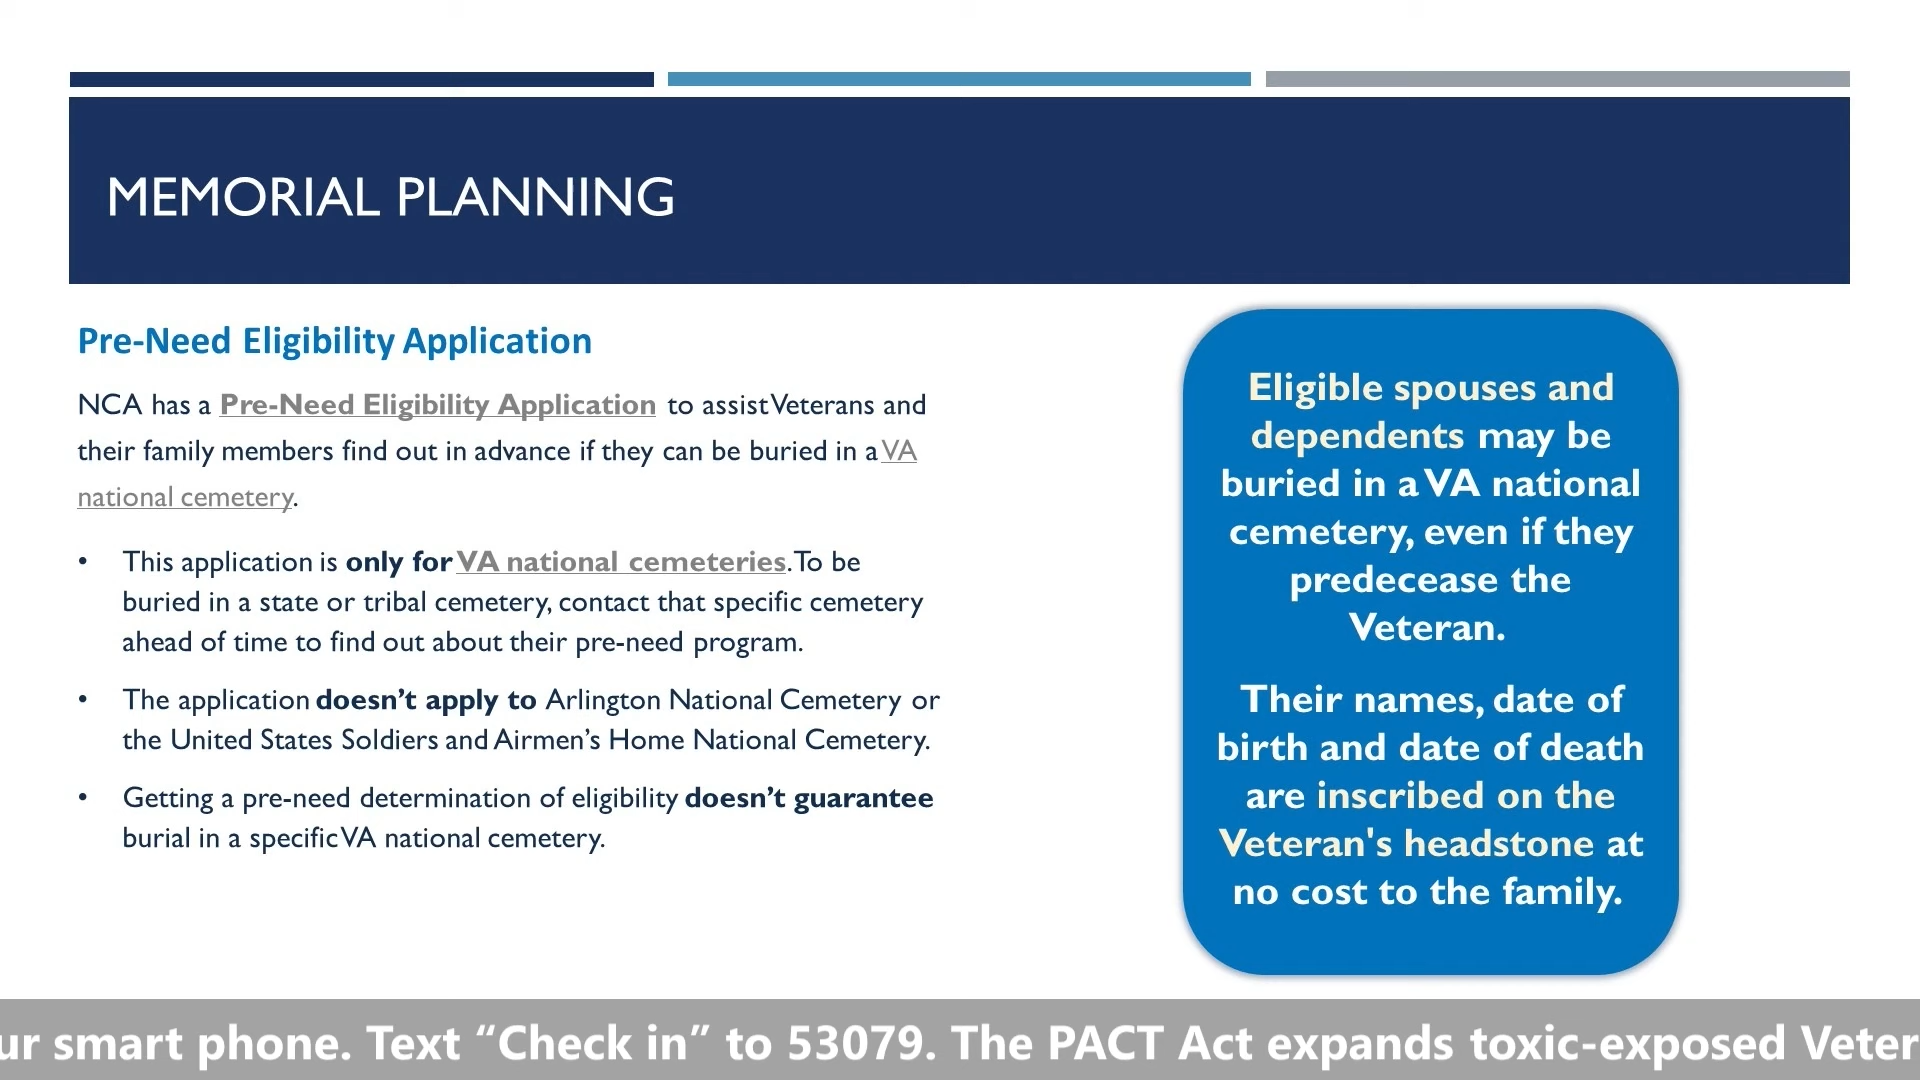 MEMORIAL PLANNING
Pre-Need Eligibility Application
NCA has a Pre-Need Eligibility Application to assist Veterans and
their family members find out in advance if they can be buried in a VA
national cemetery.
• This application is only for VA national cemeteries. To be
buried in a state or tribal cemetery, contact that specific cemetery
ahead of time to find out about their pre-need program.
• The application doesn’t apply to Arlington National Cemetery or
the United States Soldiers and Airmen’s Home National Cemetery.
• Getting a pre-need determination of eligibility doesn’t guarantee
burial in a specific VA national cemetery.
Eligible spouses and
dependents may be
buried in a VA national
cemetery, even if they
predecease the
Veteran.
Their names, date of
birth and date of death
are inscribed on the
Veteran's headstone at
no cost to the family.
ur smart phone. Text “Check in” to 53079. The PACT Act expands toxic-exposed Veter